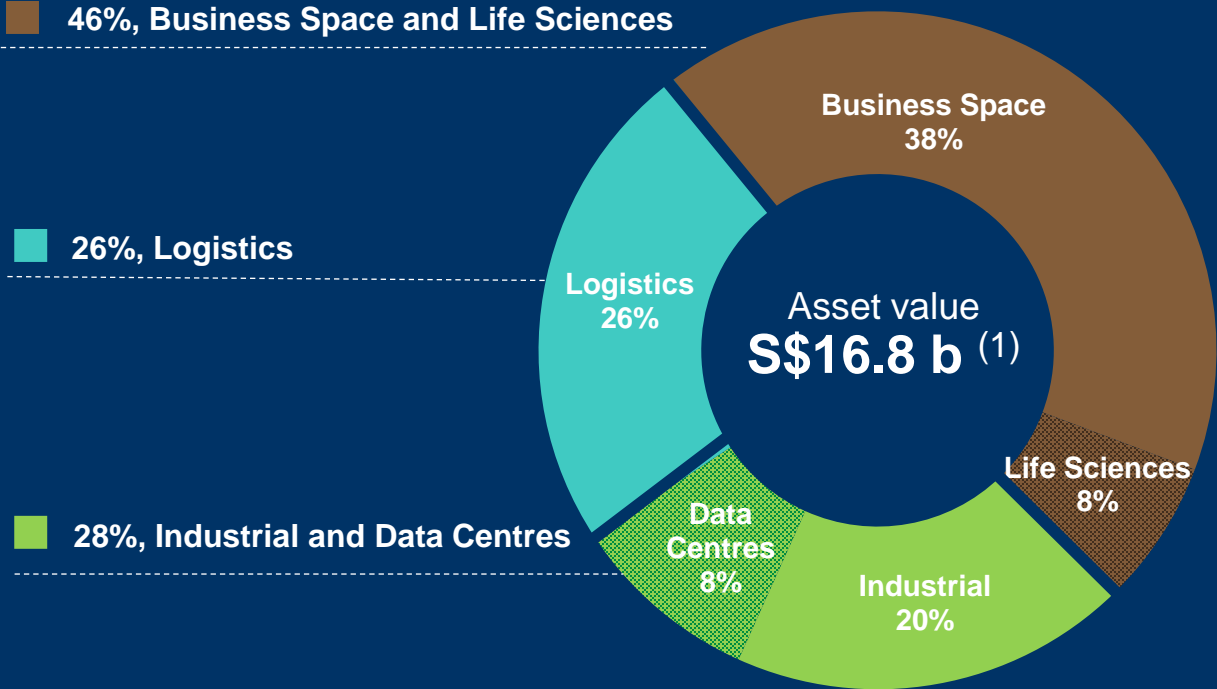 46%, Business Space and Life Sciences
26%, Logistics
28%, Industrial and Data Centres
Business Space
38%
Logistics
26%
Asset value
S$16.8 b (1)
Life Sciences
8%
Data
Centres
8%
Industrial
20%